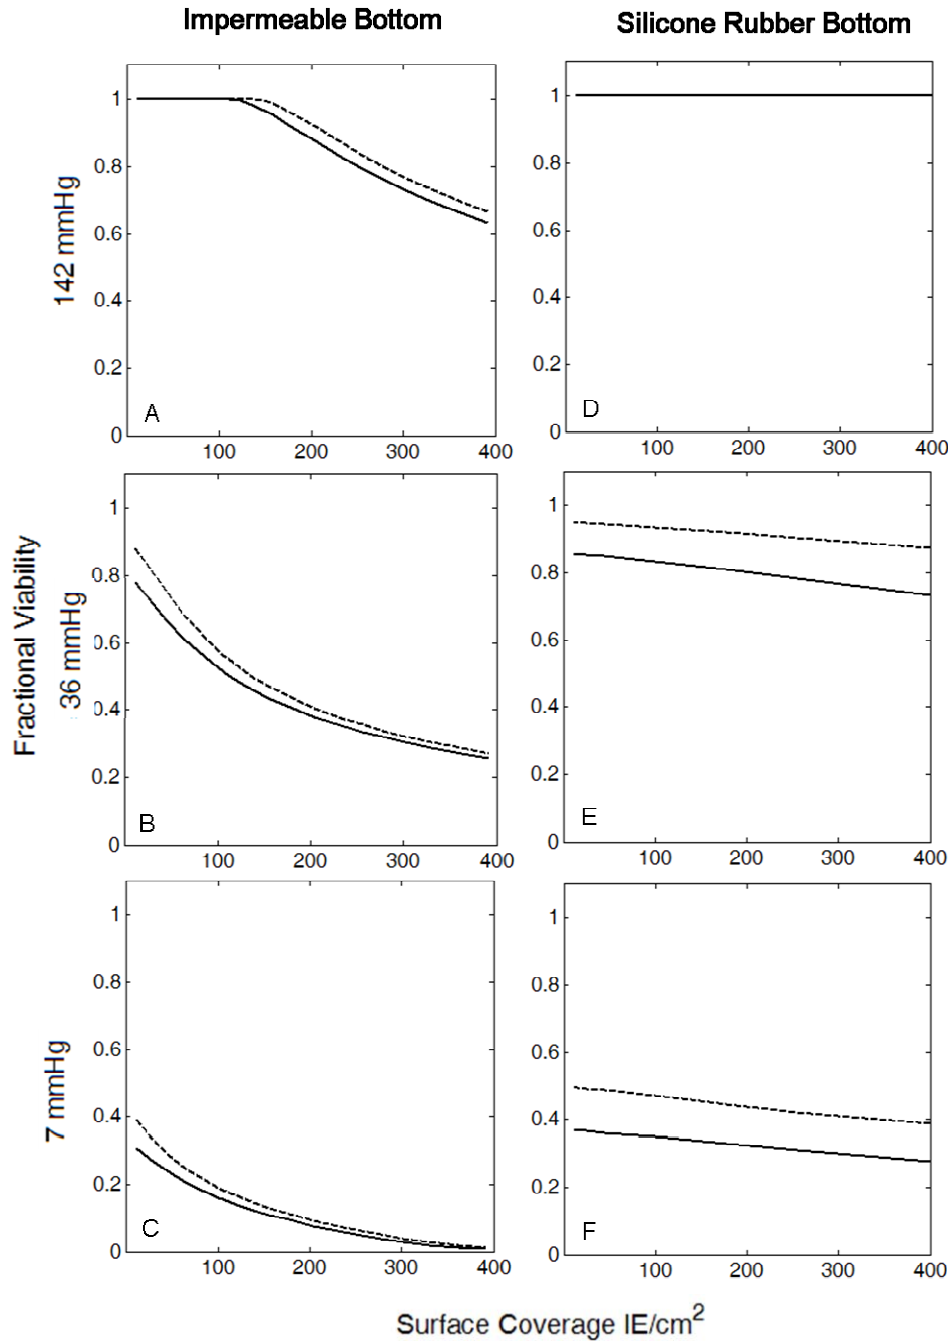 Impermeable Bottom
Silicone Rubber Bottom
Fractional Viability
142 mmHg
1
0.8
0.6
0.4
0.2
0
A
100 200 300 400
1
0.8
0.6
0.4
0.2
0
D
100 200 300 400
36 mmHg
1
0.8
0.6
0.4
0.2
0
B
100 200 300 400
1
0.8
0.6
0.4
0.2
0
E
100 200 300 400
7 mmHg
1
0.8
0.6
0.4
0.2
0
C
100 200 300 400
1
0.8
0.6
0.4
0.2
0
F
100 200 300 400
Surface Coverage IE/cm²